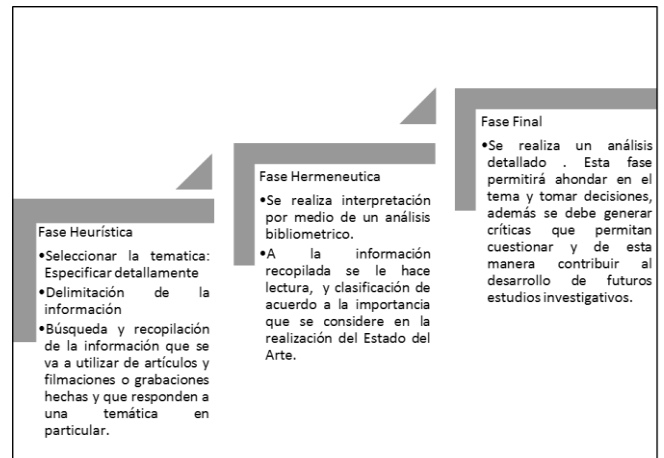 Fase Heurística
•Seleccionar la tematica:
Especificar detallamente
•Delimitación de la
información
•Búsqueda y recopilación
de la información que se
va a utilizar de artículos y
filmaciones o grabaciones
hechas y que responden a
una temática en
particular.
Fase Hermeneutica
•Se realiza interpretación
por medio de un análisis
bibliometrico.
•A la información
recopilada se le hace
lectura, y clasificación de
acuerdo a la importancia
que se considere en la
realización del Estado del
Arte.
Fase Final
•Se realiza un análisis
detallado . Esta fase
permitirá ahondar en el
tema y tomar decisiones,
además se debe generar
críticas que permitan
cuestionar y de esta
manera contribuir al
desarrollo de futuros
estudios investigativos.